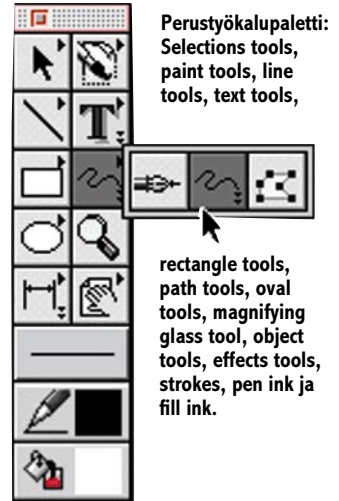 Perustyökalupaletti:
Selections tools,
paint tools, line
tools, text tools,
T
rectangle tools,
path tools, oval
tools, magnifying
glass tool, object
tools, effects tools,
strokes, pen ink ja
fill ink.